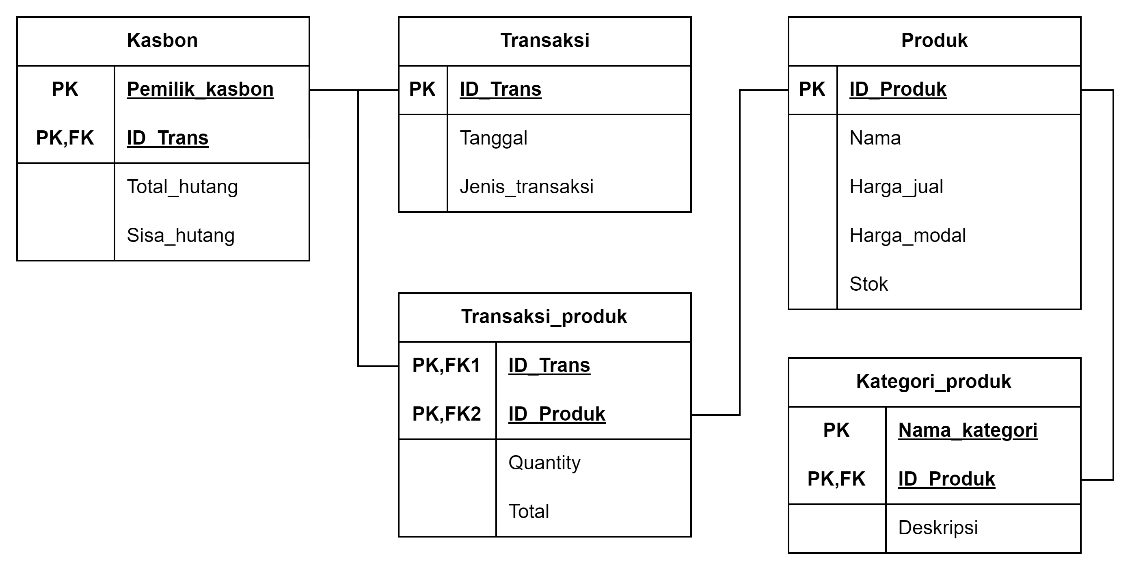 Kasbon
PK Pemilik_kasbon
PK,FK ID_Trans
Total_hutang
Sisa_hutang
Transaksi
PK ID_Trans
Tanggal
Jenis_transaksi
Produk
PK ID_Produk
Nama
Harga_jual
Harga_modal
Stok
Transaksi_produk
PK,FK1 ID_Trans
PK,FK2 ID_Produk
Quantity
Total
Kategori_produk
PK Nama_kategori
PK,FK ID_Produk
Deskripsi